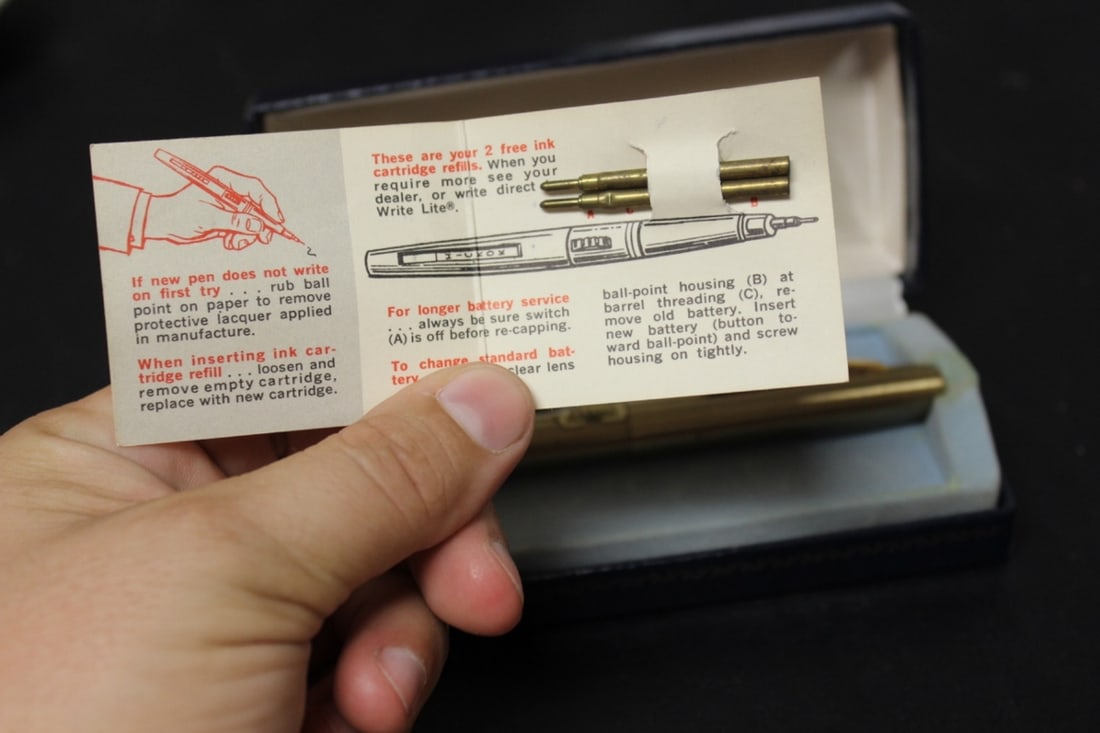 If new pen does not write
on first try . . . rub ball
point on paper to remove
protective lacquer applied
in manufacture.
When inserting ink car-
tridge refill . . . loosen and
remove empty cartridge,
replace with new cartridge.
These are your 2 free ink
cartridge refills. When you
require more see your
dealer, or write direct
Write Lite®.
A C B
For longer battery service
. . . always be sure switch
(A) is off before re-capping.
To change standard bat-
tery clear lens
ball-point housing (B) at
barrel threading (C), re-
move old battery. Insert
new battery (button to-
ward ball-point) and screw
housing on tightly.